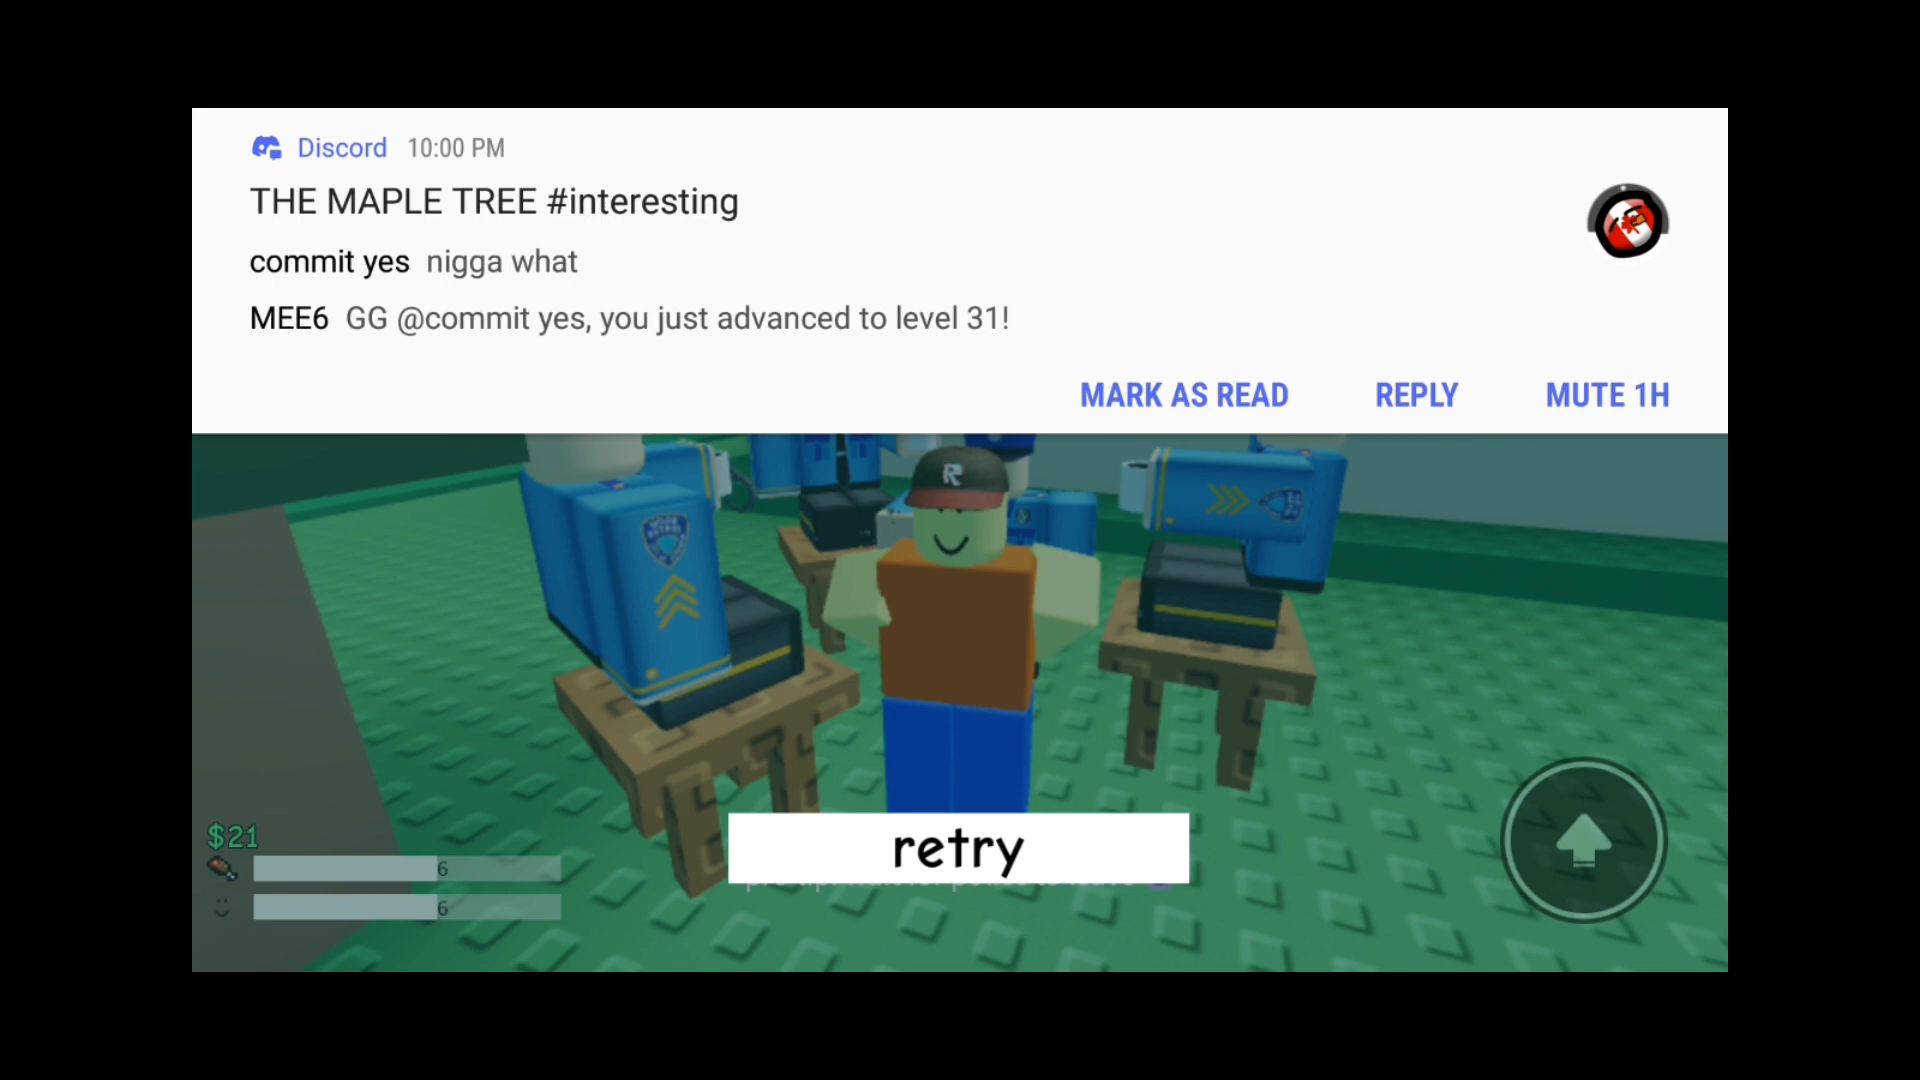 Discord 10:00 PM
THE MAPLE TREE #interesting
commit yes nigga what
MEE6 GG @commit yes, you just advanced to level 31!
MARK AS READ REPLY MUTE 1H
R
$21
6
retry
6